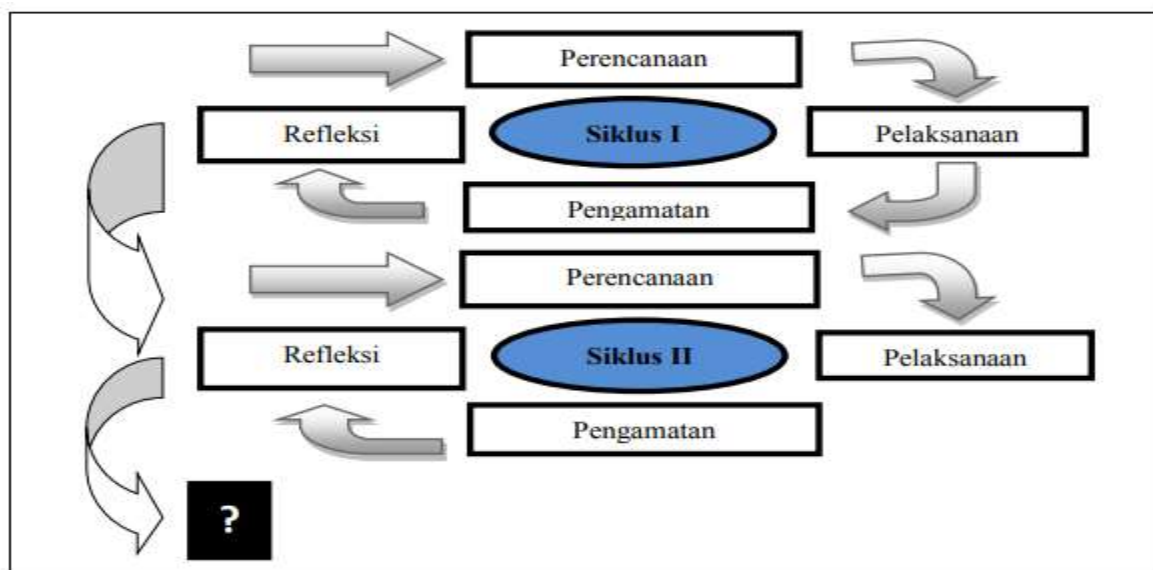 Perencanaan
Refleksi
Siklus I
Pelaksanaan
Pengamatan
Perencanaan
Refleksi
Siklus II
Pelaksanaan
Pengamatan
?